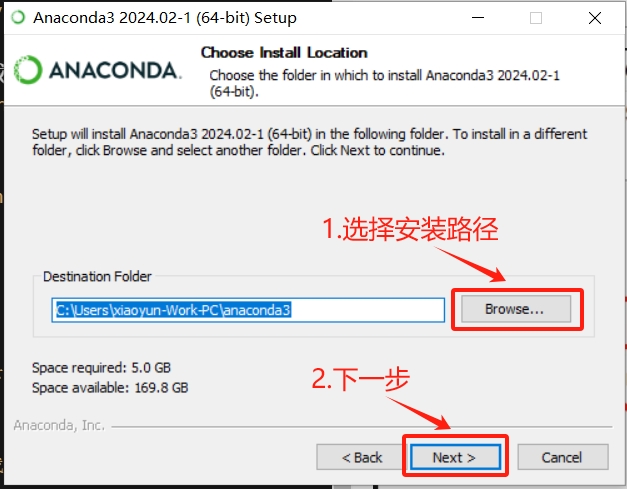 Anaconda3 2024.02-1 (64-bit) Setup
ANACONDA.
Choose Install Location
Choose the folder in which to install Anaconda3 2024.02-1
(64-bit).
Setup will install Anaconda3 2024.02-1 (64-bit) in the following folder. To install in a different
folder, click Browse and select another folder. Click Next to continue.
1.选择安装路径
Destination Folder
C:\Users\xiaoyun-Work-PC\anaconda3
Browse...
Space required: 5.0 GB
Space available: 169.8 GB
2.下一步
Anaconda, Inc.
< Back
Next >
Cancel